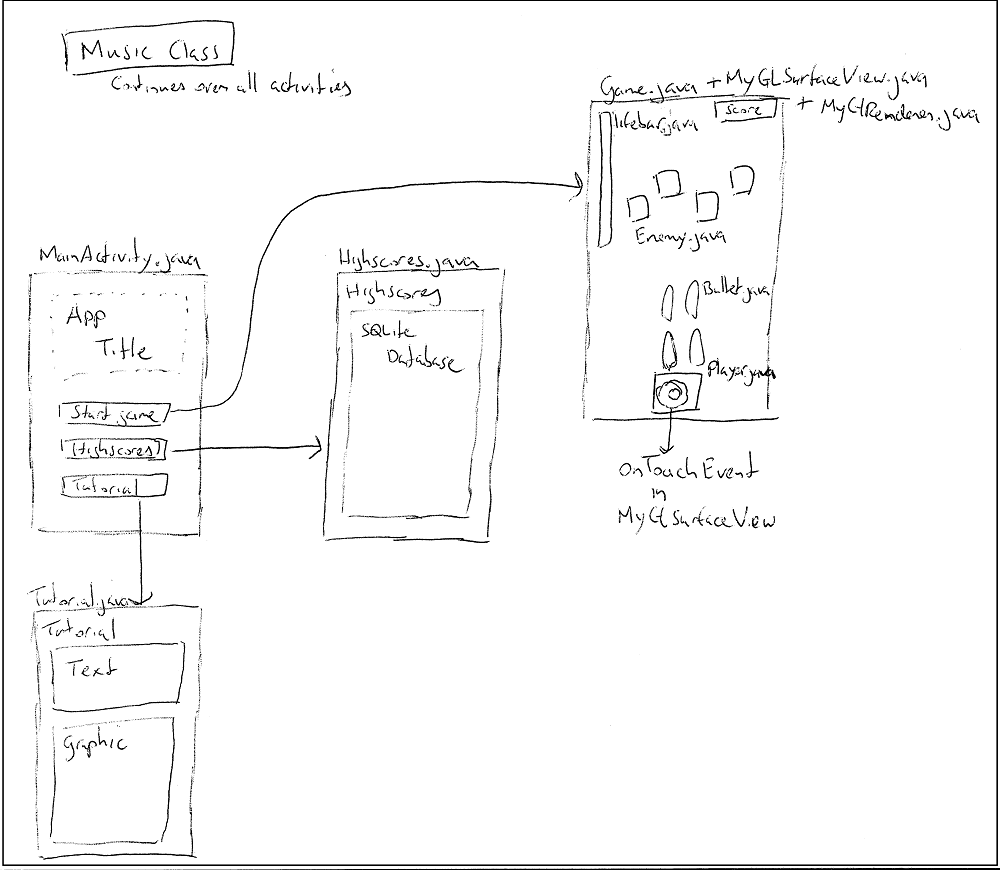 Music Class
Continues over all activities
Game.java + MyGLSurfaceView.java
+ MyGLRenderer.java
lifebar.java
Score
Enemy.java
Bullet.java
Player.java
OnTouchEvent
in
MyGLSurfaceView
MainActivity.java
App
Title
Start game
Highscores
Tutorial
Highscores.java
Highscores
SQLite
Database
Tutorial.java
Tutorial
Text
Graphic